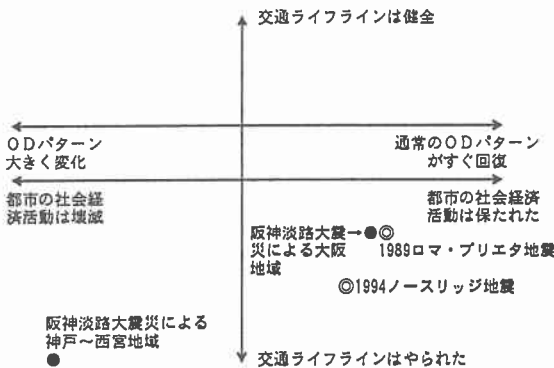 交通ライフラインは健全
ODパターン
大きく変化
通常のODパターン
がすぐ回復
都市の社会経
済活動は壊滅
都市の社会経済
活動は保たれた
阪神淡路大震→●◎
災による大阪
地域
1989ロマ・プリエタ地震
◎1994ノースリッジ地震
阪神淡路大震災による
神戸〜西宮地域
●
交通ライフラインはやられた